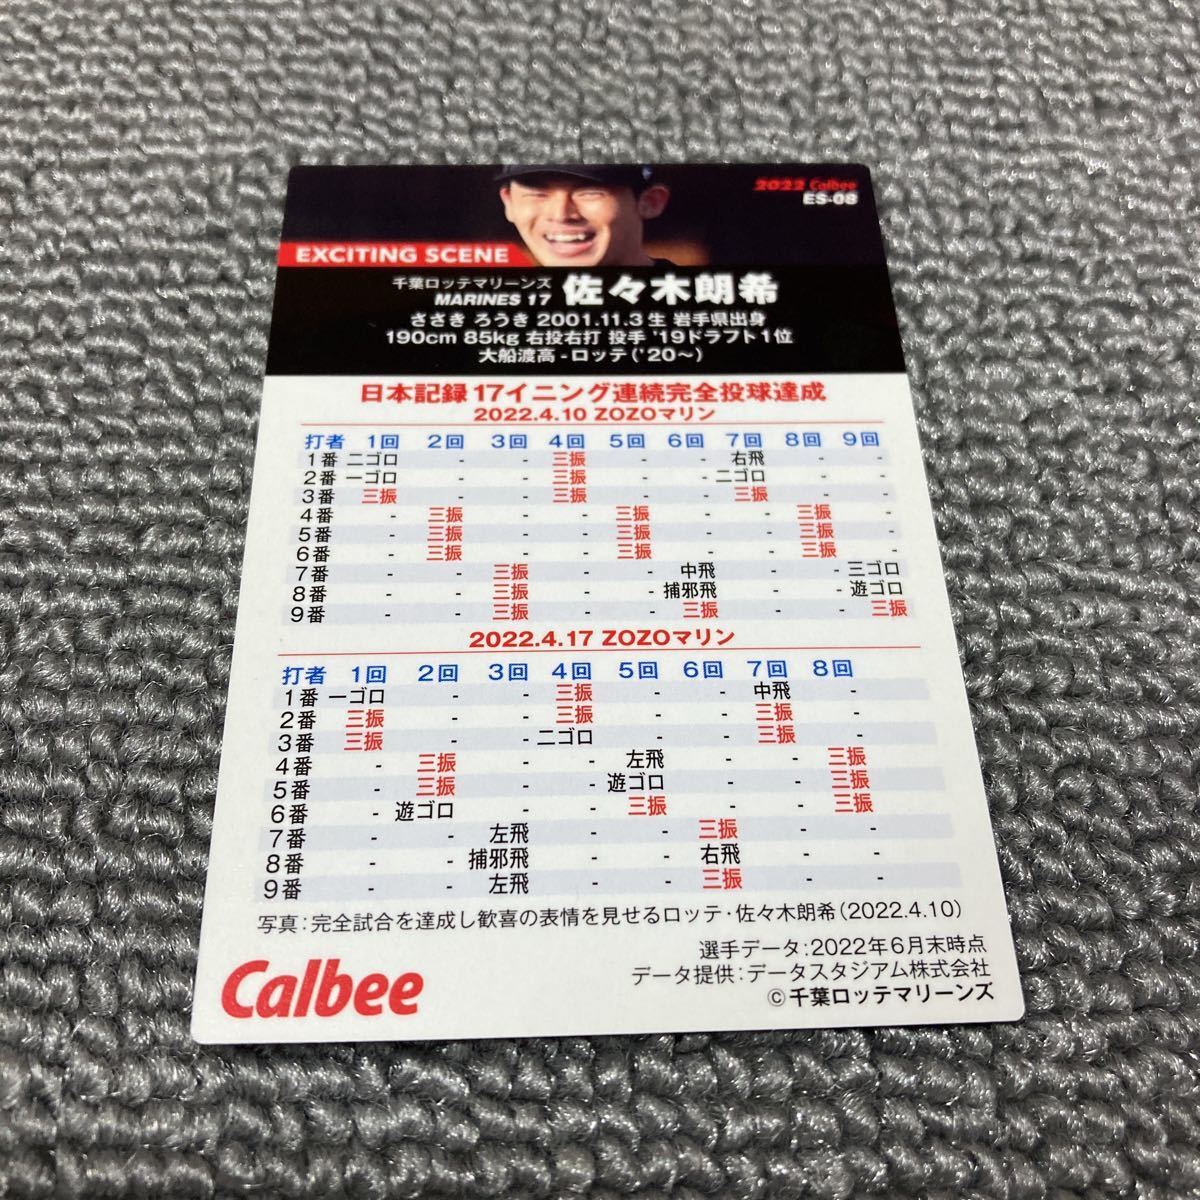 2022 Calbee
ES-08
EXCITING SCENE
千葉ロッテマリーンズ
MARINES 17 佐々木朗希
ささき ろうき 2001.11.3生 岩手県出身
190cm 85kg 右投右打 投手 '19ドラフト1位
大船渡高-ロッテ('20～)
日本記録17イニング連続完全投球達成
2022.4.10 ZOZOマリン
打者 1回 2回 3回 4回 5回 6回 7回 8回 9回
1番 二ゴロ - - 三振 - - 右飛 - -
2番 一ゴロ - - 三振 - - 二ゴロ - -
3番 三振 - - 三振 - - 三振 - -
4番 - 三振 - - 三振 - - 三振 -
5番 - 三振 - - 三振 - - 三振 -
6番 - 三振 - - 三振 - - 三振 -
7番 - - 三振 - - 中飛 - - 三ゴロ
8番 - - 三振 - - 捕邪飛 - - 遊ゴロ
9番 - - 三振 - - 三振 - - 三振
2022.4.17 ZOZOマリン
打者 1回 2回 3回 4回 5回 6回 7回 8回
1番 一ゴロ - - 三振 - - 中飛 -
2番 三振 - - 三振 - - 三振 -
3番 三振 - - 二ゴロ - - 三振 -
4番 - 三振 - - 左飛 - - 三振
5番 - 三振 - - 遊ゴロ - - 三振
6番 - 遊ゴロ - - 三振 - - 三振
7番 - - 左飛 - - 三振 - -
8番 - - 捕邪飛 - - 右飛 - -
9番 - - 左飛 - - 三振 - -
写真:完全試合を達成し歓喜の表情を見せるロッテ・佐々木朗希(2022.4.10)
選手データ:2022年6月末時点
データ提供:データスタジアム株式会社
©千葉ロッテマリーンズ
Calbee